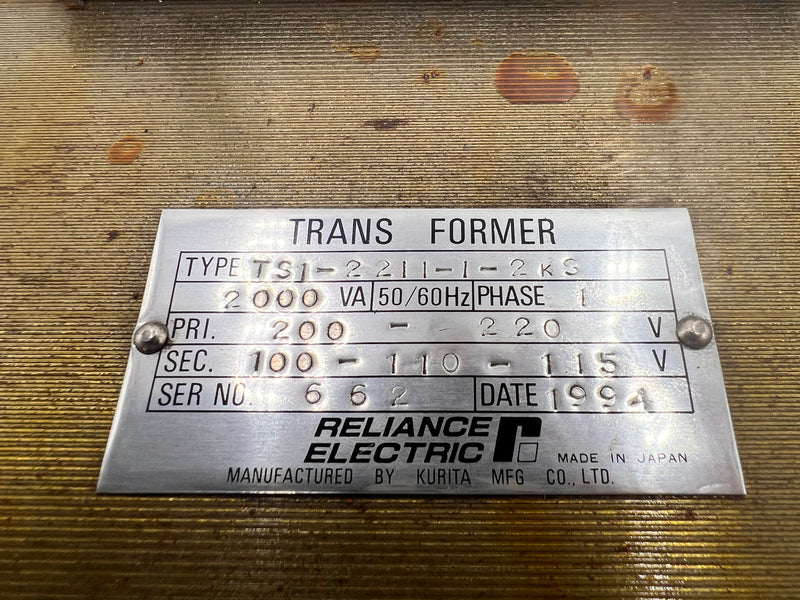 TRANS FORMER
TYPE TS1-2211-1-2KS
2000 VA 50/60Hz PHASE 1
PRI. 200 - 220 V
SEC. 100-110-115 V
SER NO. 662 DATE 1994
RELIANCE
ELECTRIC
MADE IN JAPAN
MANUFACTURED BY KURITA MFG CO., LTD.